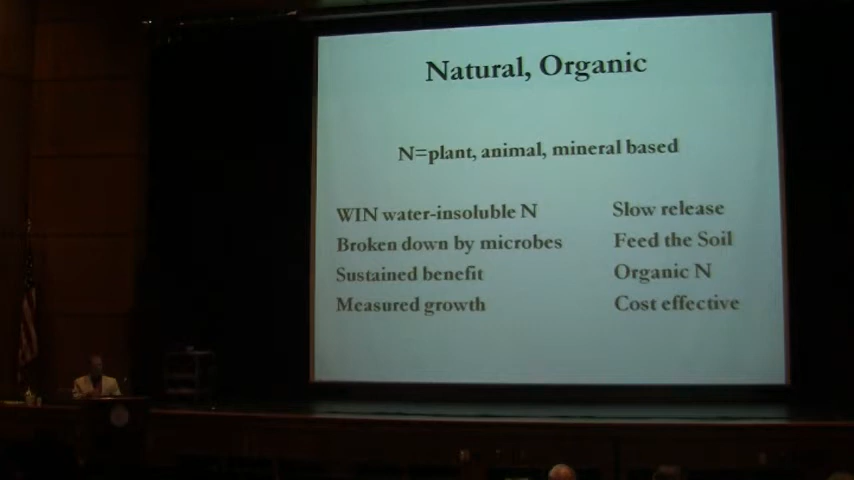 Natural, Organic
N=plant, animal, mineral based
WIN water-insoluble N
Broken down by microbes
Sustained benefit
Measured growth
Slow release
Feed the Soil
Organic N
Cost effective